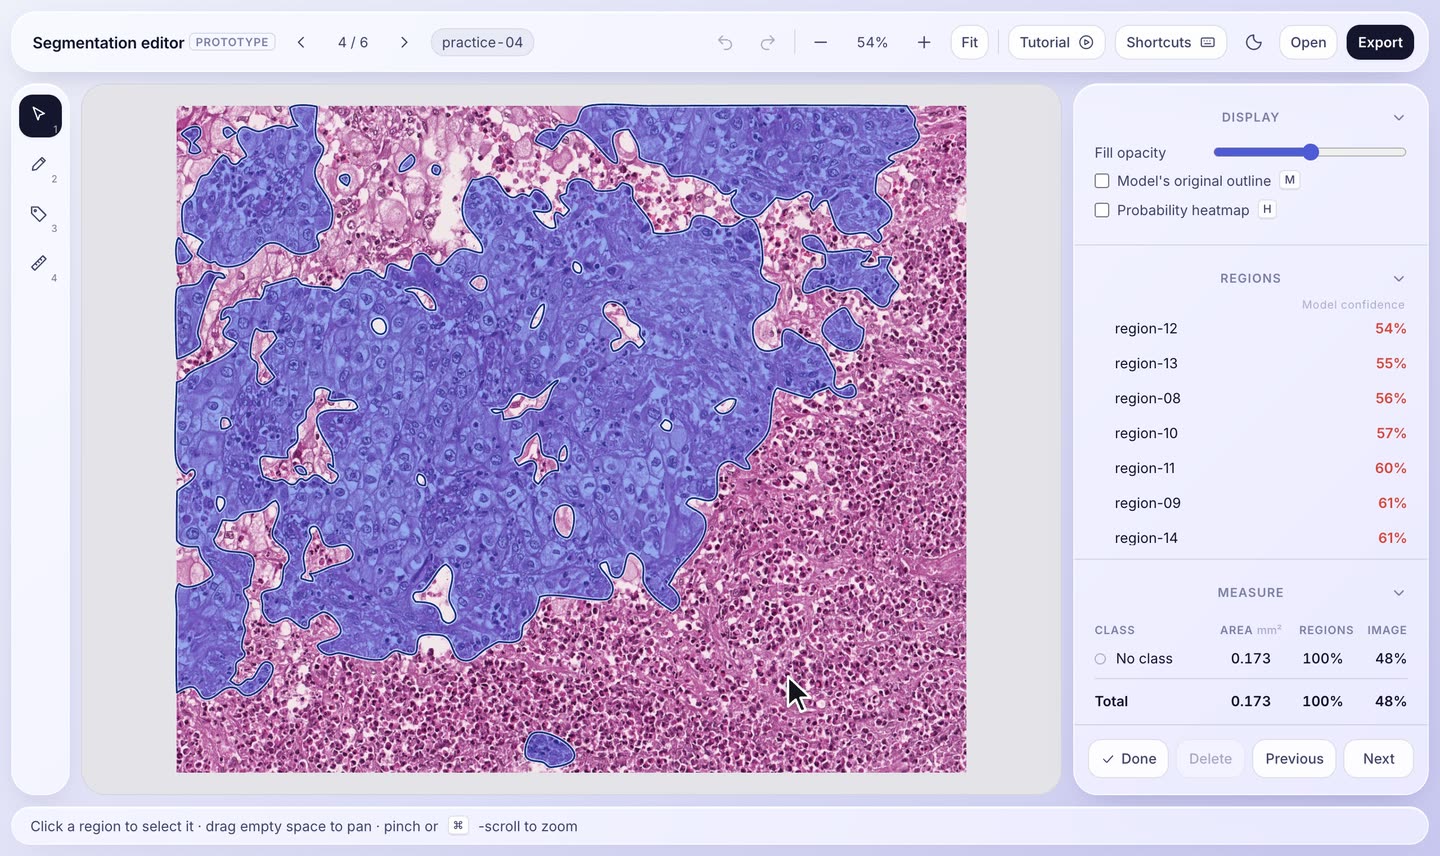 Segmentation editor PROTOTYPE 4 / 6 practice-04 54% Fit Tutorial Shortcuts Open Export
1
2
3
4
DISPLAY
Fill opacity
Model's original outline M
Probability heatmap H
REGIONS
Model confidence
region-12 54%
region-13 55%
region-08 56%
region-10 57%
region-11 60%
region-09 61%
region-14 61%
MEASURE
CLASS AREA mm² REGIONS IMAGE
No class 0.173 100% 48%
Total 0.173 100% 48%
Done Delete Previous Next
Click a region to select it · drag empty space to pan · pinch or ⌘ -scroll to zoom